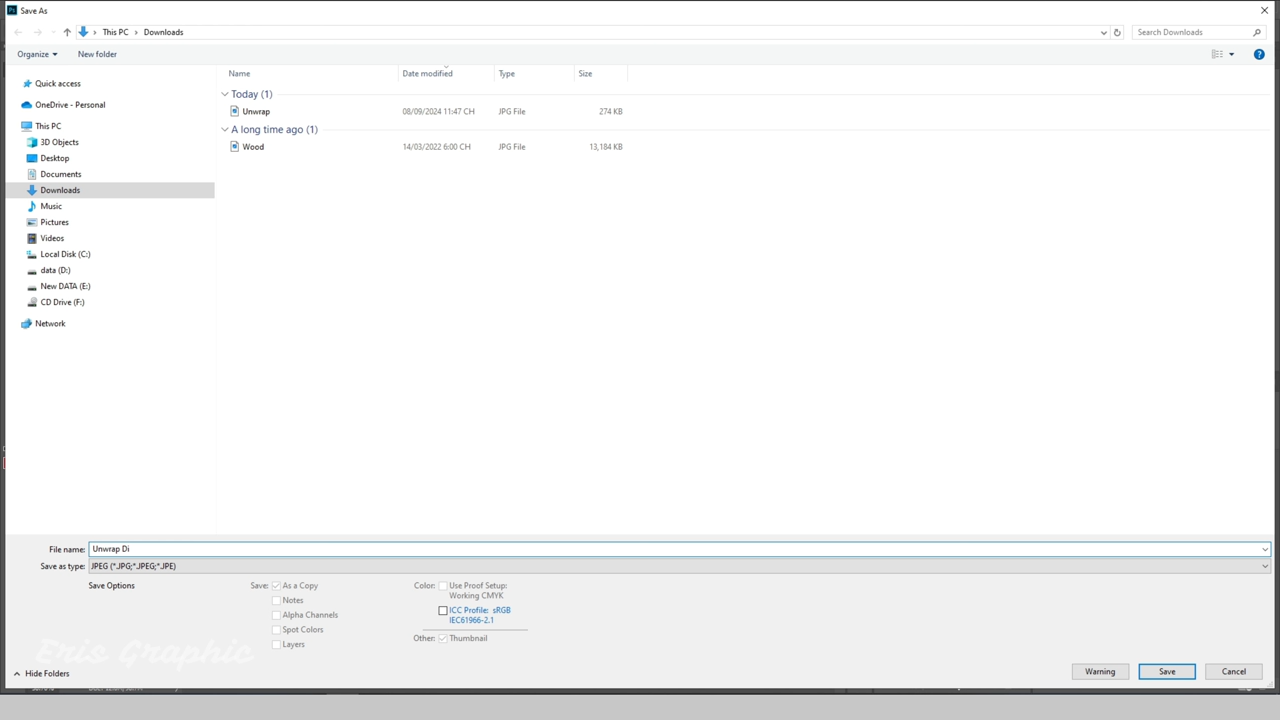 Save As
This PC > Downloads
Search Downloads
Organize
New folder
Name
Date modified
Type
Size
Quick access
OneDrive - Personal
This PC
3D Objects
Desktop
Documents
Downloads
Music
Pictures
Videos
Local Disk (C:)
data (D:)
New DATA (E:)
CD Drive (F:)
Network
Today (1)
Unwrap 08/09/2024 11:47 CH JPG File 274 KB
A long time ago (1)
Wood 14/03/2022 6:00 CH JPG File 13,184 KB
File name: Unwrap Di
Save as type: JPEG (*.JPG;*.JPEG;*.JPE)
Save Options
Save: As a Copy
Notes
Alpha Channels
Spot Colors
Layers
Color: Use Proof Setup:
Working CMYK
ICC Profile: sRGB
IEC61966-2.1
Other: Thumbnail
Eris Graphic
Hide Folders
Warning
Save
Cancel